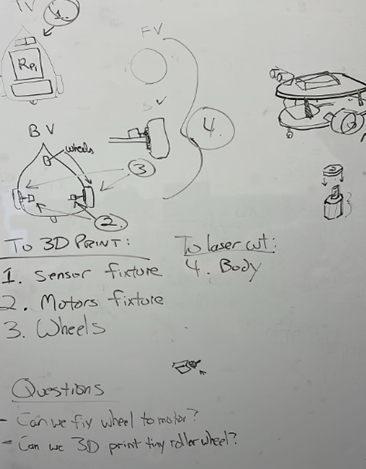 TV
1.
RPi
FV
SV
4.
BV
wheels
3
2.
To 3D PRINT:
1. Sensor fixture
2. Motors fixture
3. Wheels
To laser cut:
4. Body
Questions
- Can we fix wheel to motor?
- Can we 3D print tiny roller wheel?